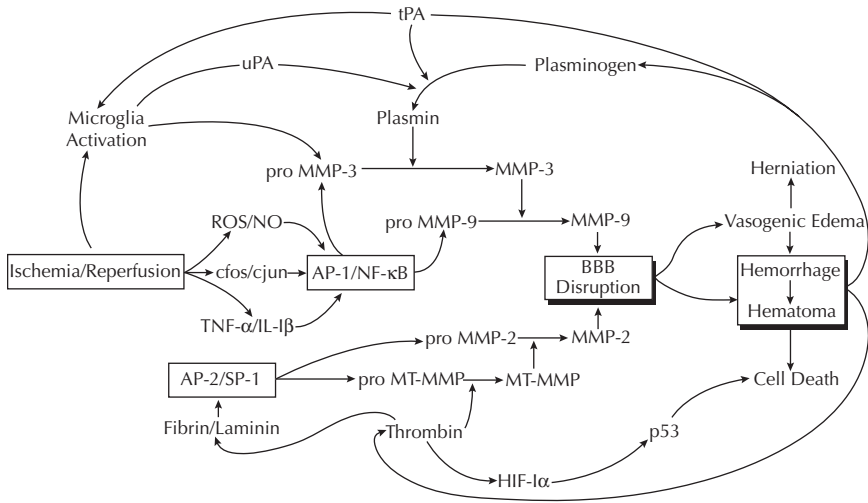 tPA
uPA
Plasminogen
Microglia
Activation
Plasmin
pro MMP-3
MMP-3
Herniation
ROS/NO
pro MMP-9
MMP-9
Vasogenic Edema
Ischemia/Reperfusion
cfos/cjun
AP-1/NF-κB
BBB
Disruption
Hemorrhage
Hematoma
TNF-α/IL-Iβ
pro MMP-2
MMP-2
AP-2/SP-1
pro MT-MMP
MT-MMP
Cell Death
Fibrin/Laminin
Thrombin
p53
HIF-Iα